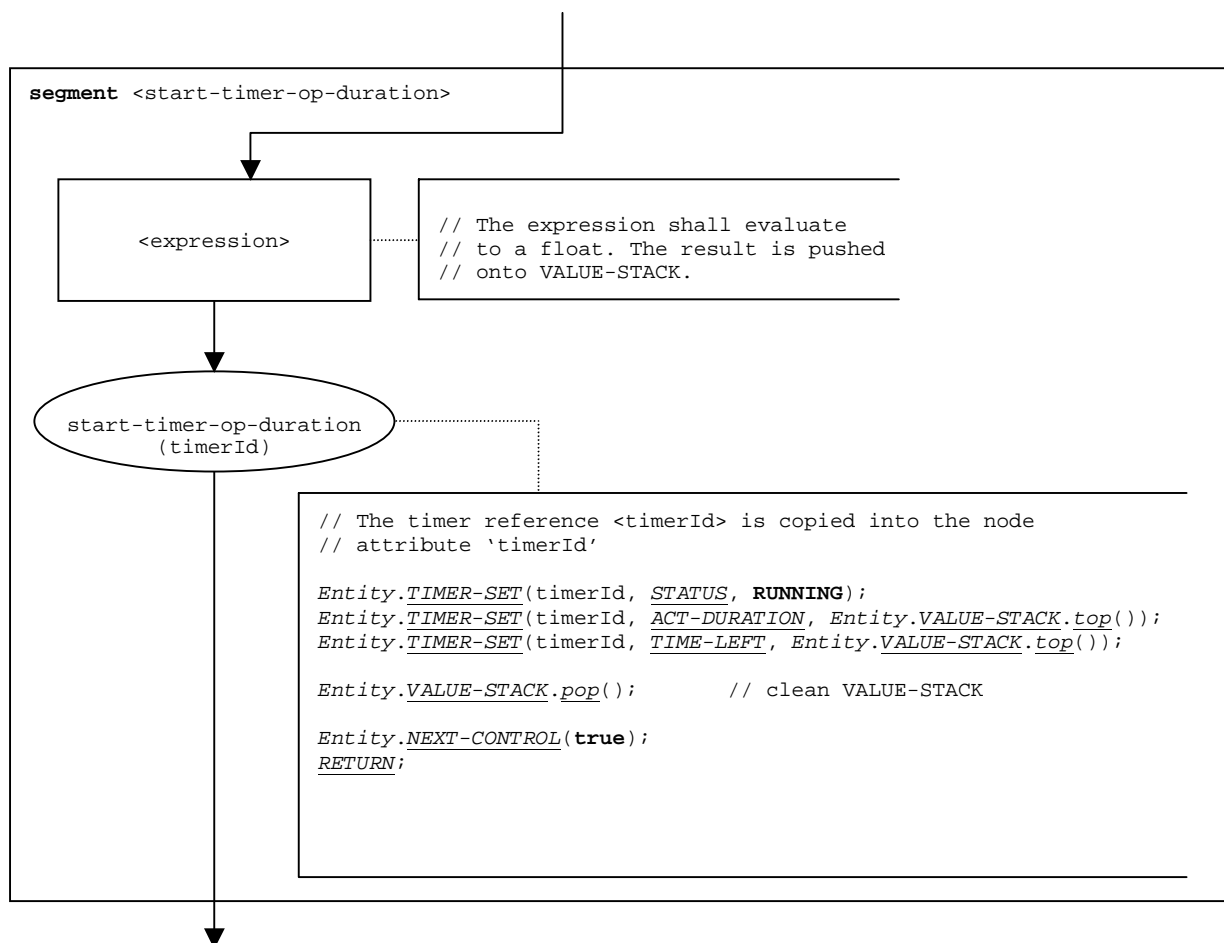 segment <start-timer-op-duration>
<expression>
// The expression shall evaluate
// to a float. The result is pushed
// onto VALUE-STACK.
start-timer-op-duration
(timerId)
// The timer reference <timerId> is copied into the node
// attribute ‘timerId’
Entity.TIMER-SET(timerId, STATUS, RUNNING);
Entity.TIMER-SET(timerId, ACT-DURATION, Entity.VALUE-STACK.top());
Entity.TIMER-SET(timerId, TIME-LEFT, Entity.VALUE-STACK.top());
Entity.VALUE-STACK.pop(); // clean VALUE-STACK
Entity.NEXT-CONTROL(true);
RETURN;